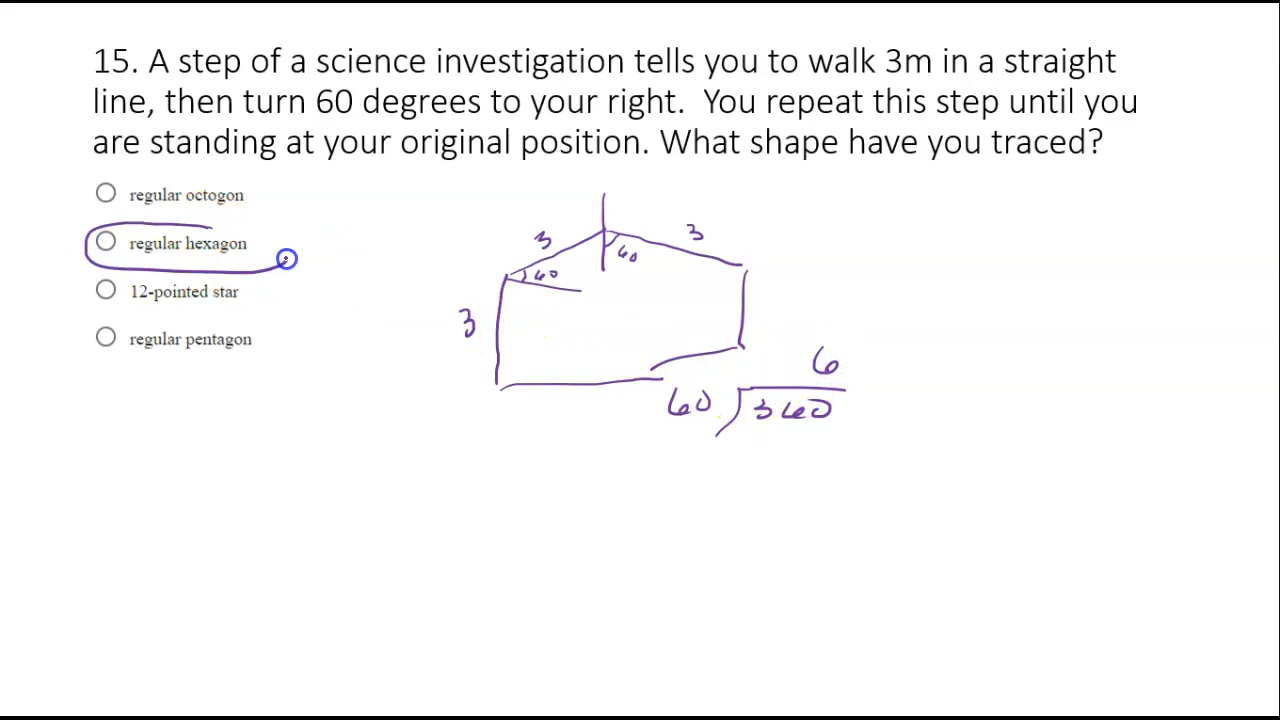 15. A step of a science investigation tells you to walk 3m in a straight
line, then turn 60 degrees to your right. You repeat this step until you
are standing at your original position. What shape have you traced?
regular octogon
regular hexagon
12-pointed star
regular pentagon
3
3
60
60
3
6
60 360